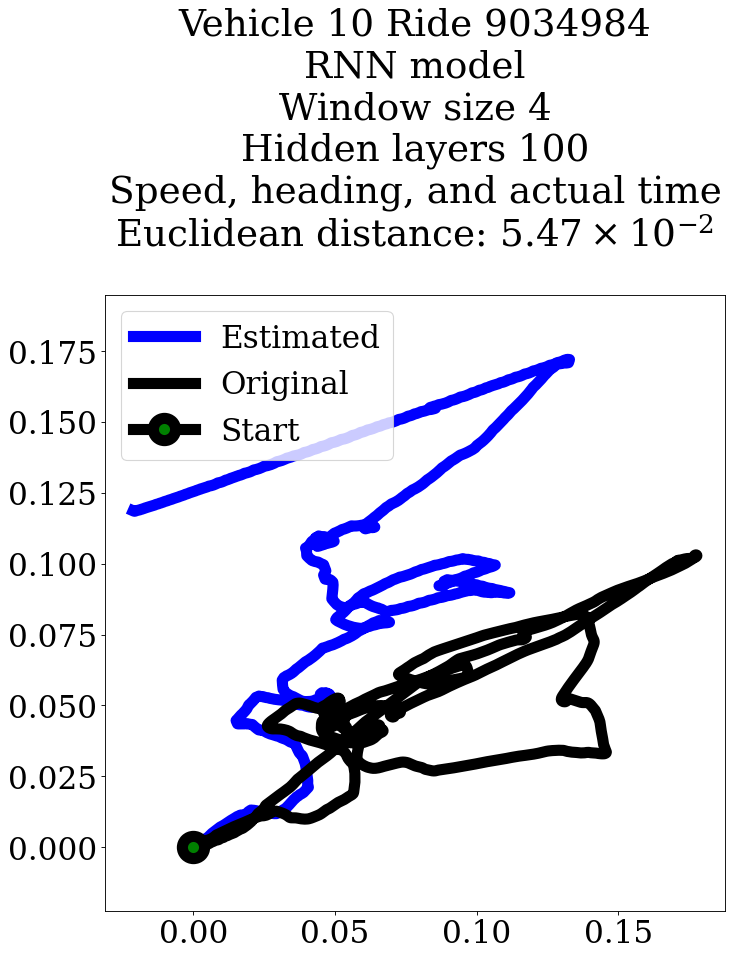 Vehicle 10 Ride 9034984
RNN model
Window size 4
Hidden layers 100
Speed, heading, and actual time
Euclidean distance: 5.47 × 10⁻²
Estimated
Original
Start
0.175
0.150
0.125
0.100
0.075
0.050
0.025
0.000
0.00 0.05 0.10 0.15